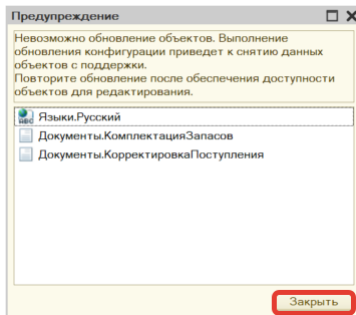 Предупреждение
Невозможно обновление объектов. Выполнение
обновления конфигурации приведет к снятию данных
объектов с поддержки.
Повторите обновление после обеспечения доступности
объектов для редактирования.
Языки.Русский
Документы.КомплектацияЗапасов
Документы.КорректировкаПоступления
Закрыть